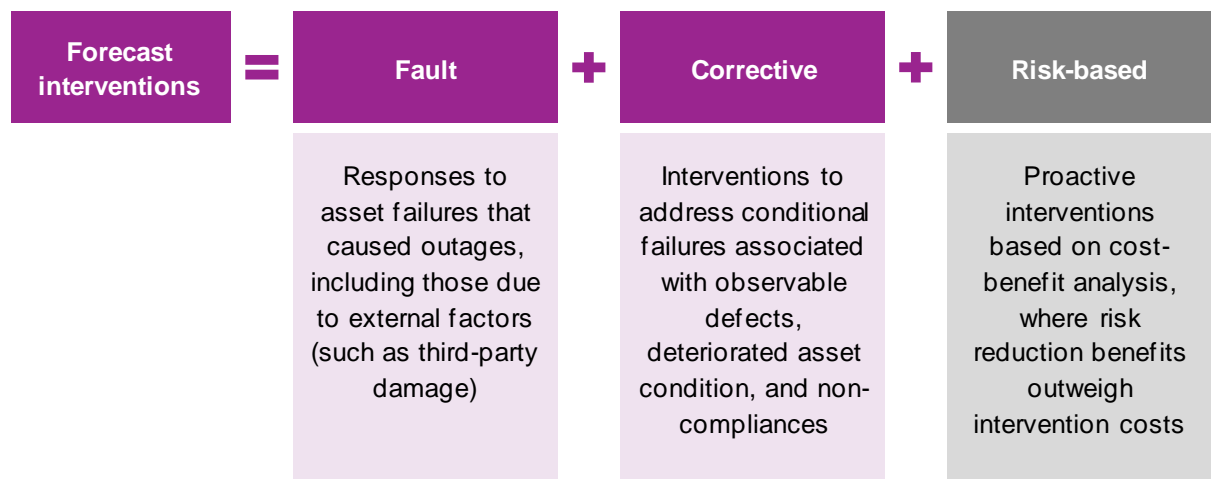 Forecast
interventions
=
Fault
+
Corrective
+
Risk-based
Responses to
asset failures that
caused outages,
including those due
to external factors
(such as third-party
damage)
Interventions to
address conditional
failures associated
with observable
defects,
deteriorated asset
condition, and non-
compliances
Proactive
interventions
based on cost-
benefit analysis,
where risk
reduction benefits
outweigh
intervention costs